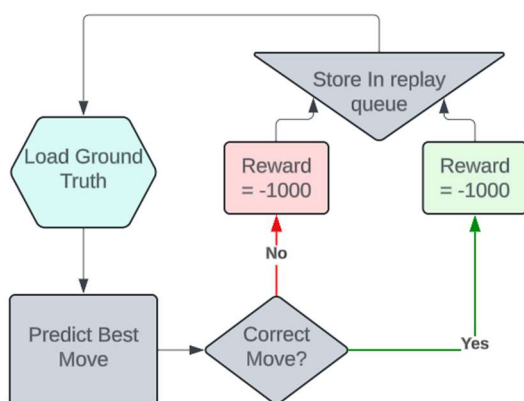 Store In replay
queue
Load Ground
Truth
Reward
= -1000
Reward
= -1000
No
Predict Best
Move
Correct
Move?
Yes